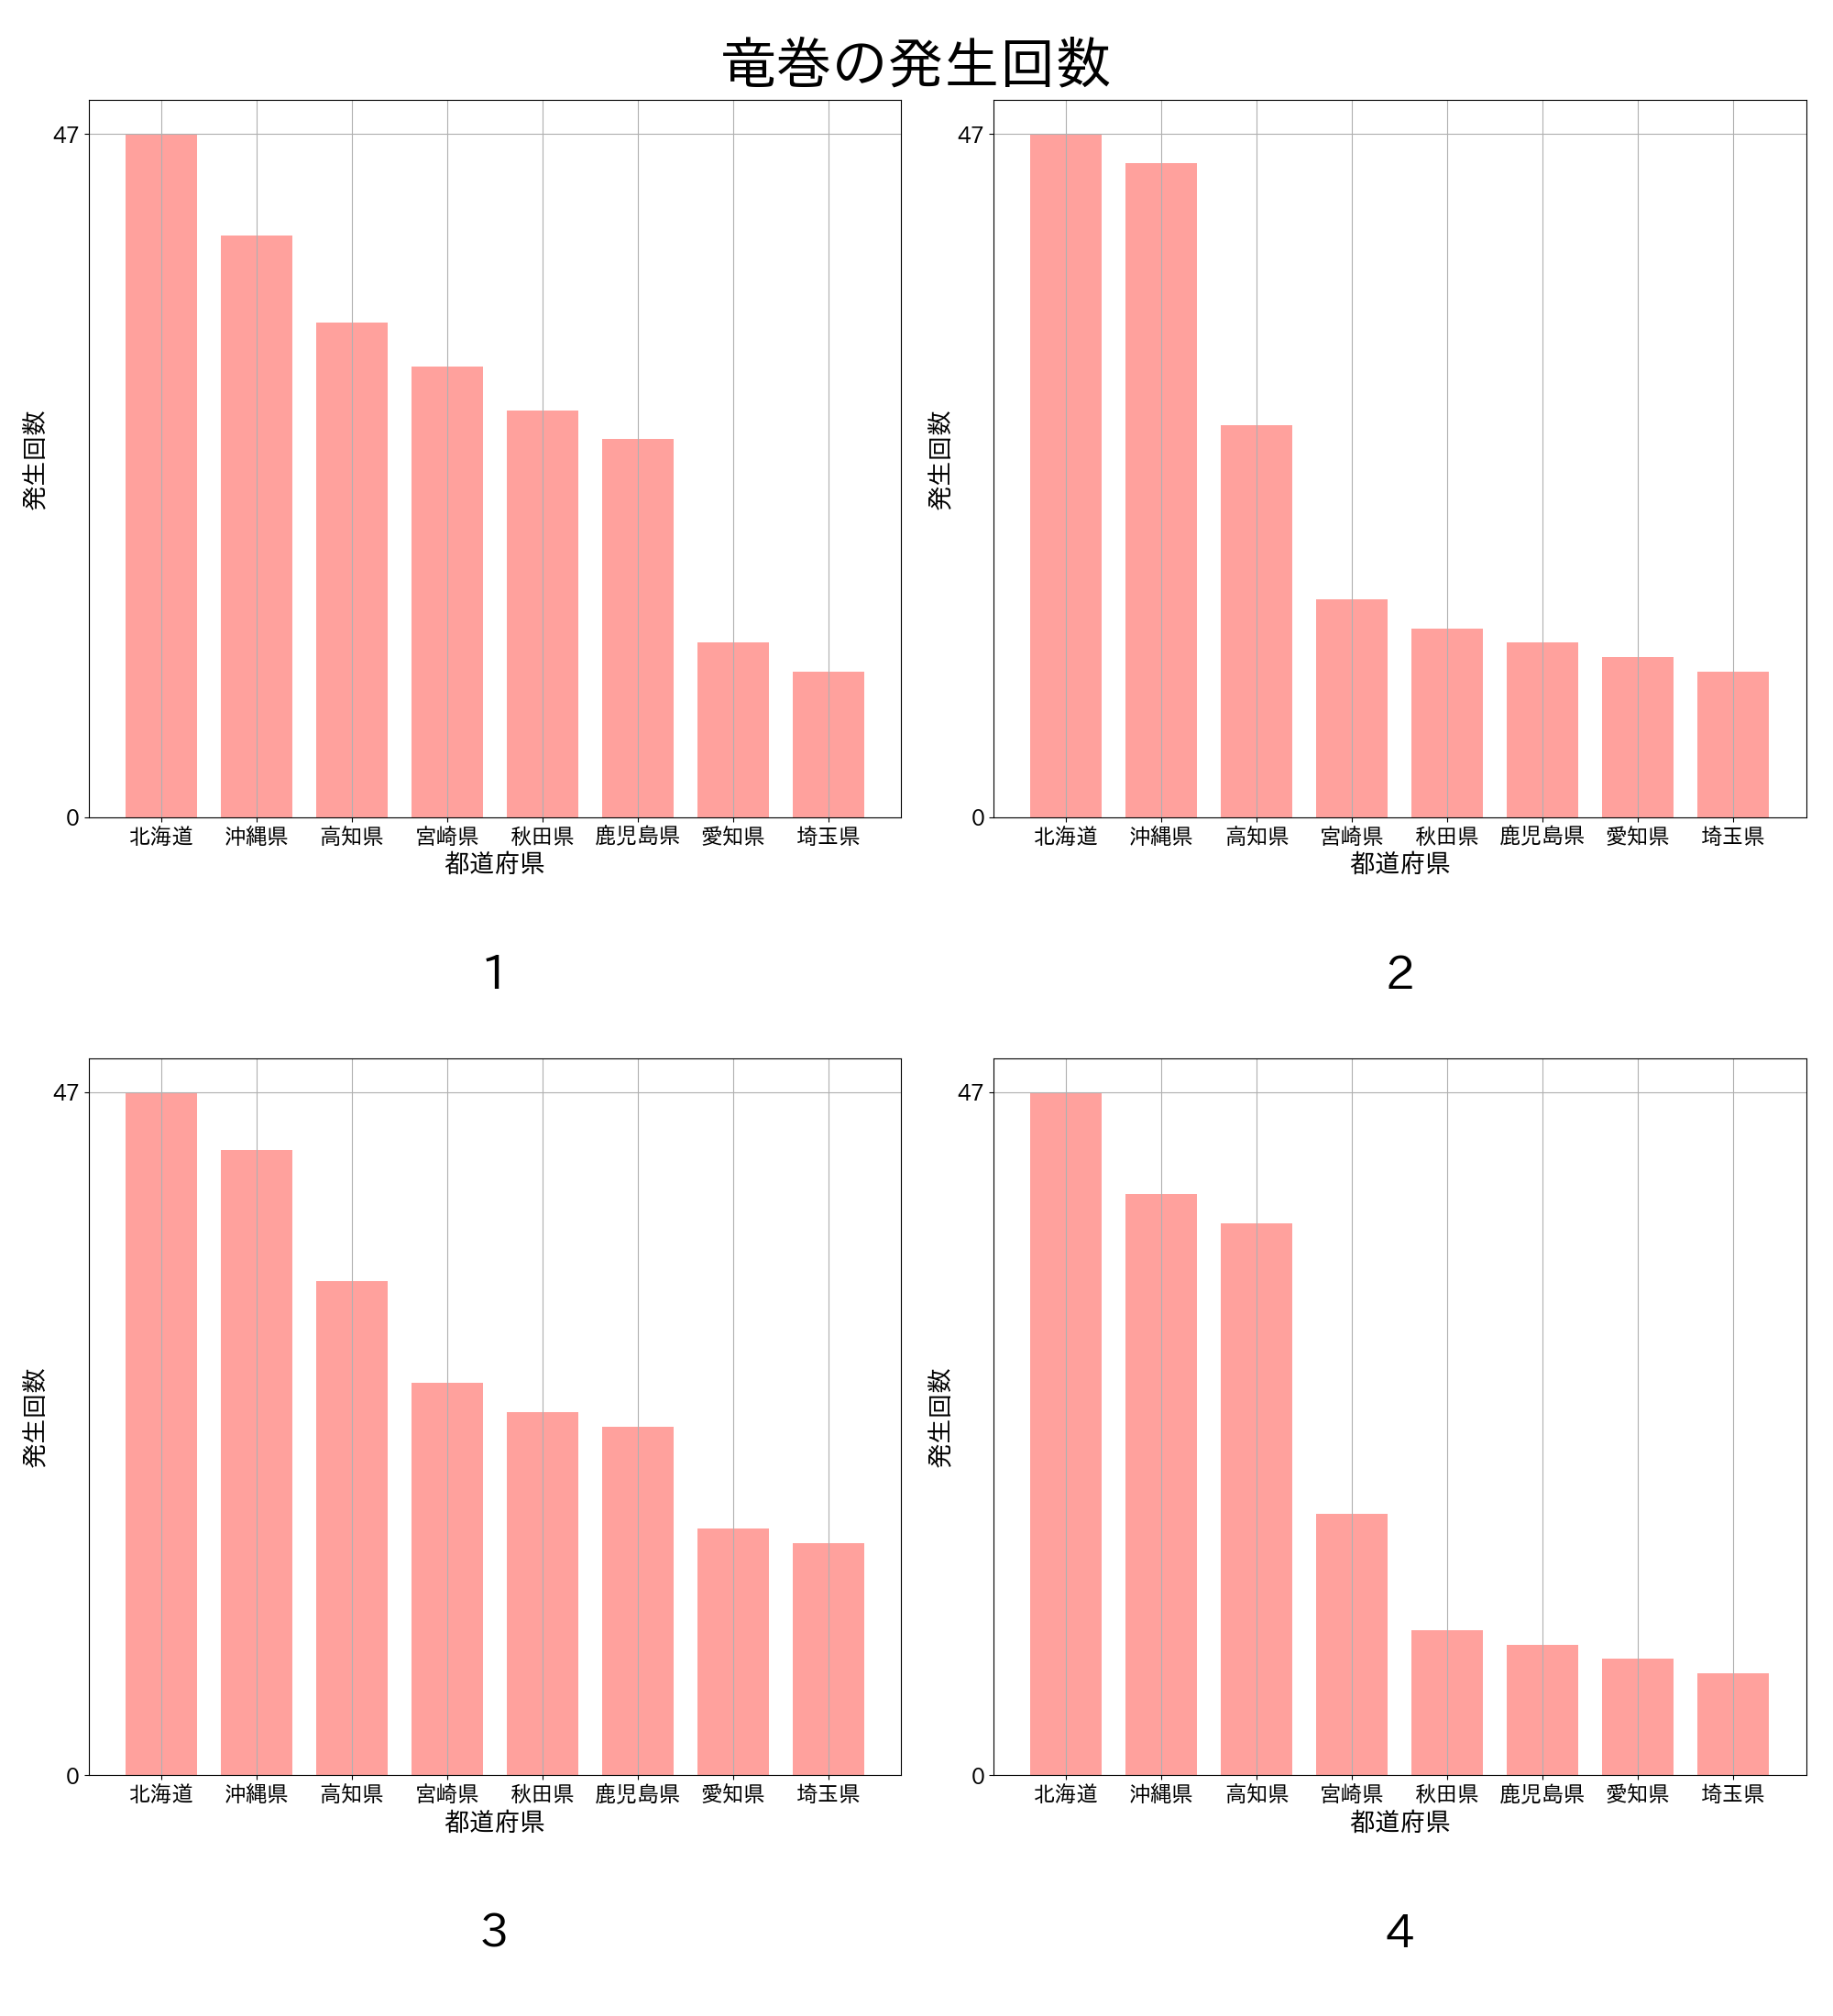 竜巻の発生回数
47
0
発生回数
北海道 沖縄県 高知県 宮崎県 秋田県 鹿児島県 愛知県 埼玉県
都道府県
1
47
0
発生回数
北海道 沖縄県 高知県 宮崎県 秋田県 鹿児島県 愛知県 埼玉県
都道府県
2
47
0
発生回数
北海道 沖縄県 高知県 宮崎県 秋田県 鹿児島県 愛知県 埼玉県
都道府県
3
47
0
発生回数
北海道 沖縄県 高知県 宮崎県 秋田県 鹿児島県 愛知県 埼玉県
都道府県
4